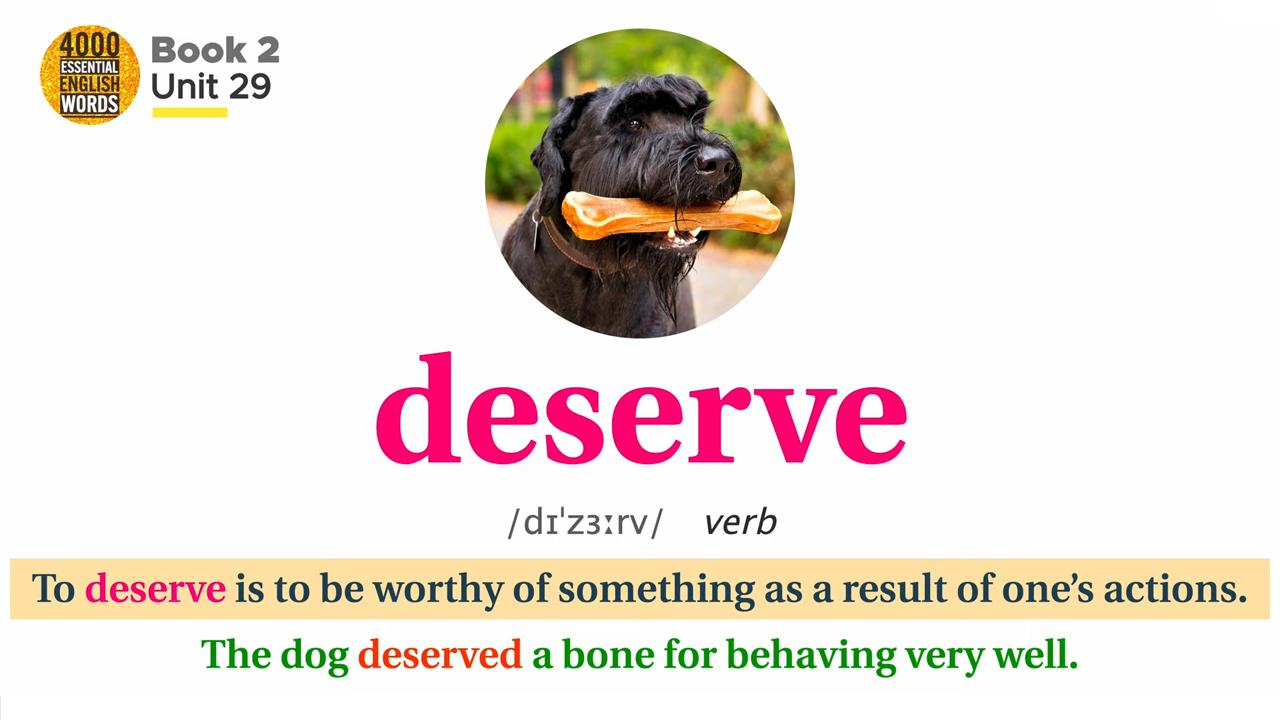 4000
ESSENTIAL
ENGLISH
WORDS
Book 2
Unit 29
deserve
/dɪˈzɜːrv/ verb
To deserve is to be worthy of something as a result of one’s actions.
The dog deserved a bone for behaving very well.